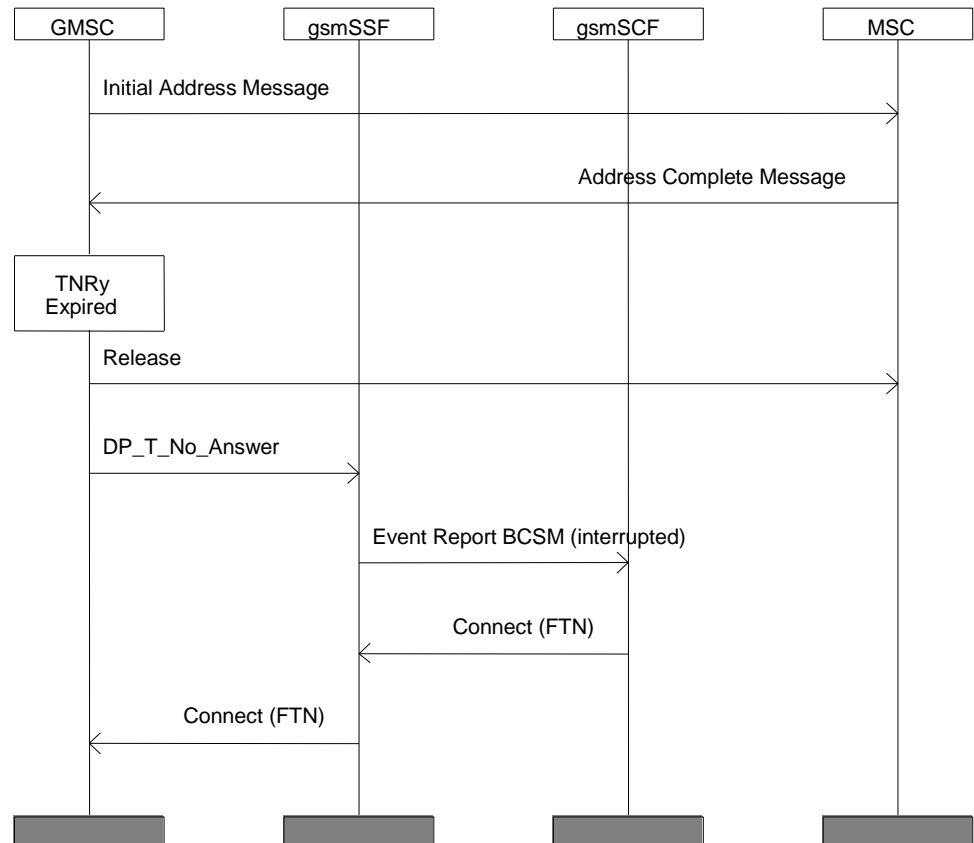 GMSC
gsmSSF
gsmSCF
MSC
Initial Address Message
Address Complete Message
TNRy
Expired
Release
DP_T_No_Answer
Event Report BCSM (interrupted)
Connect (FTN)
Connect (FTN)